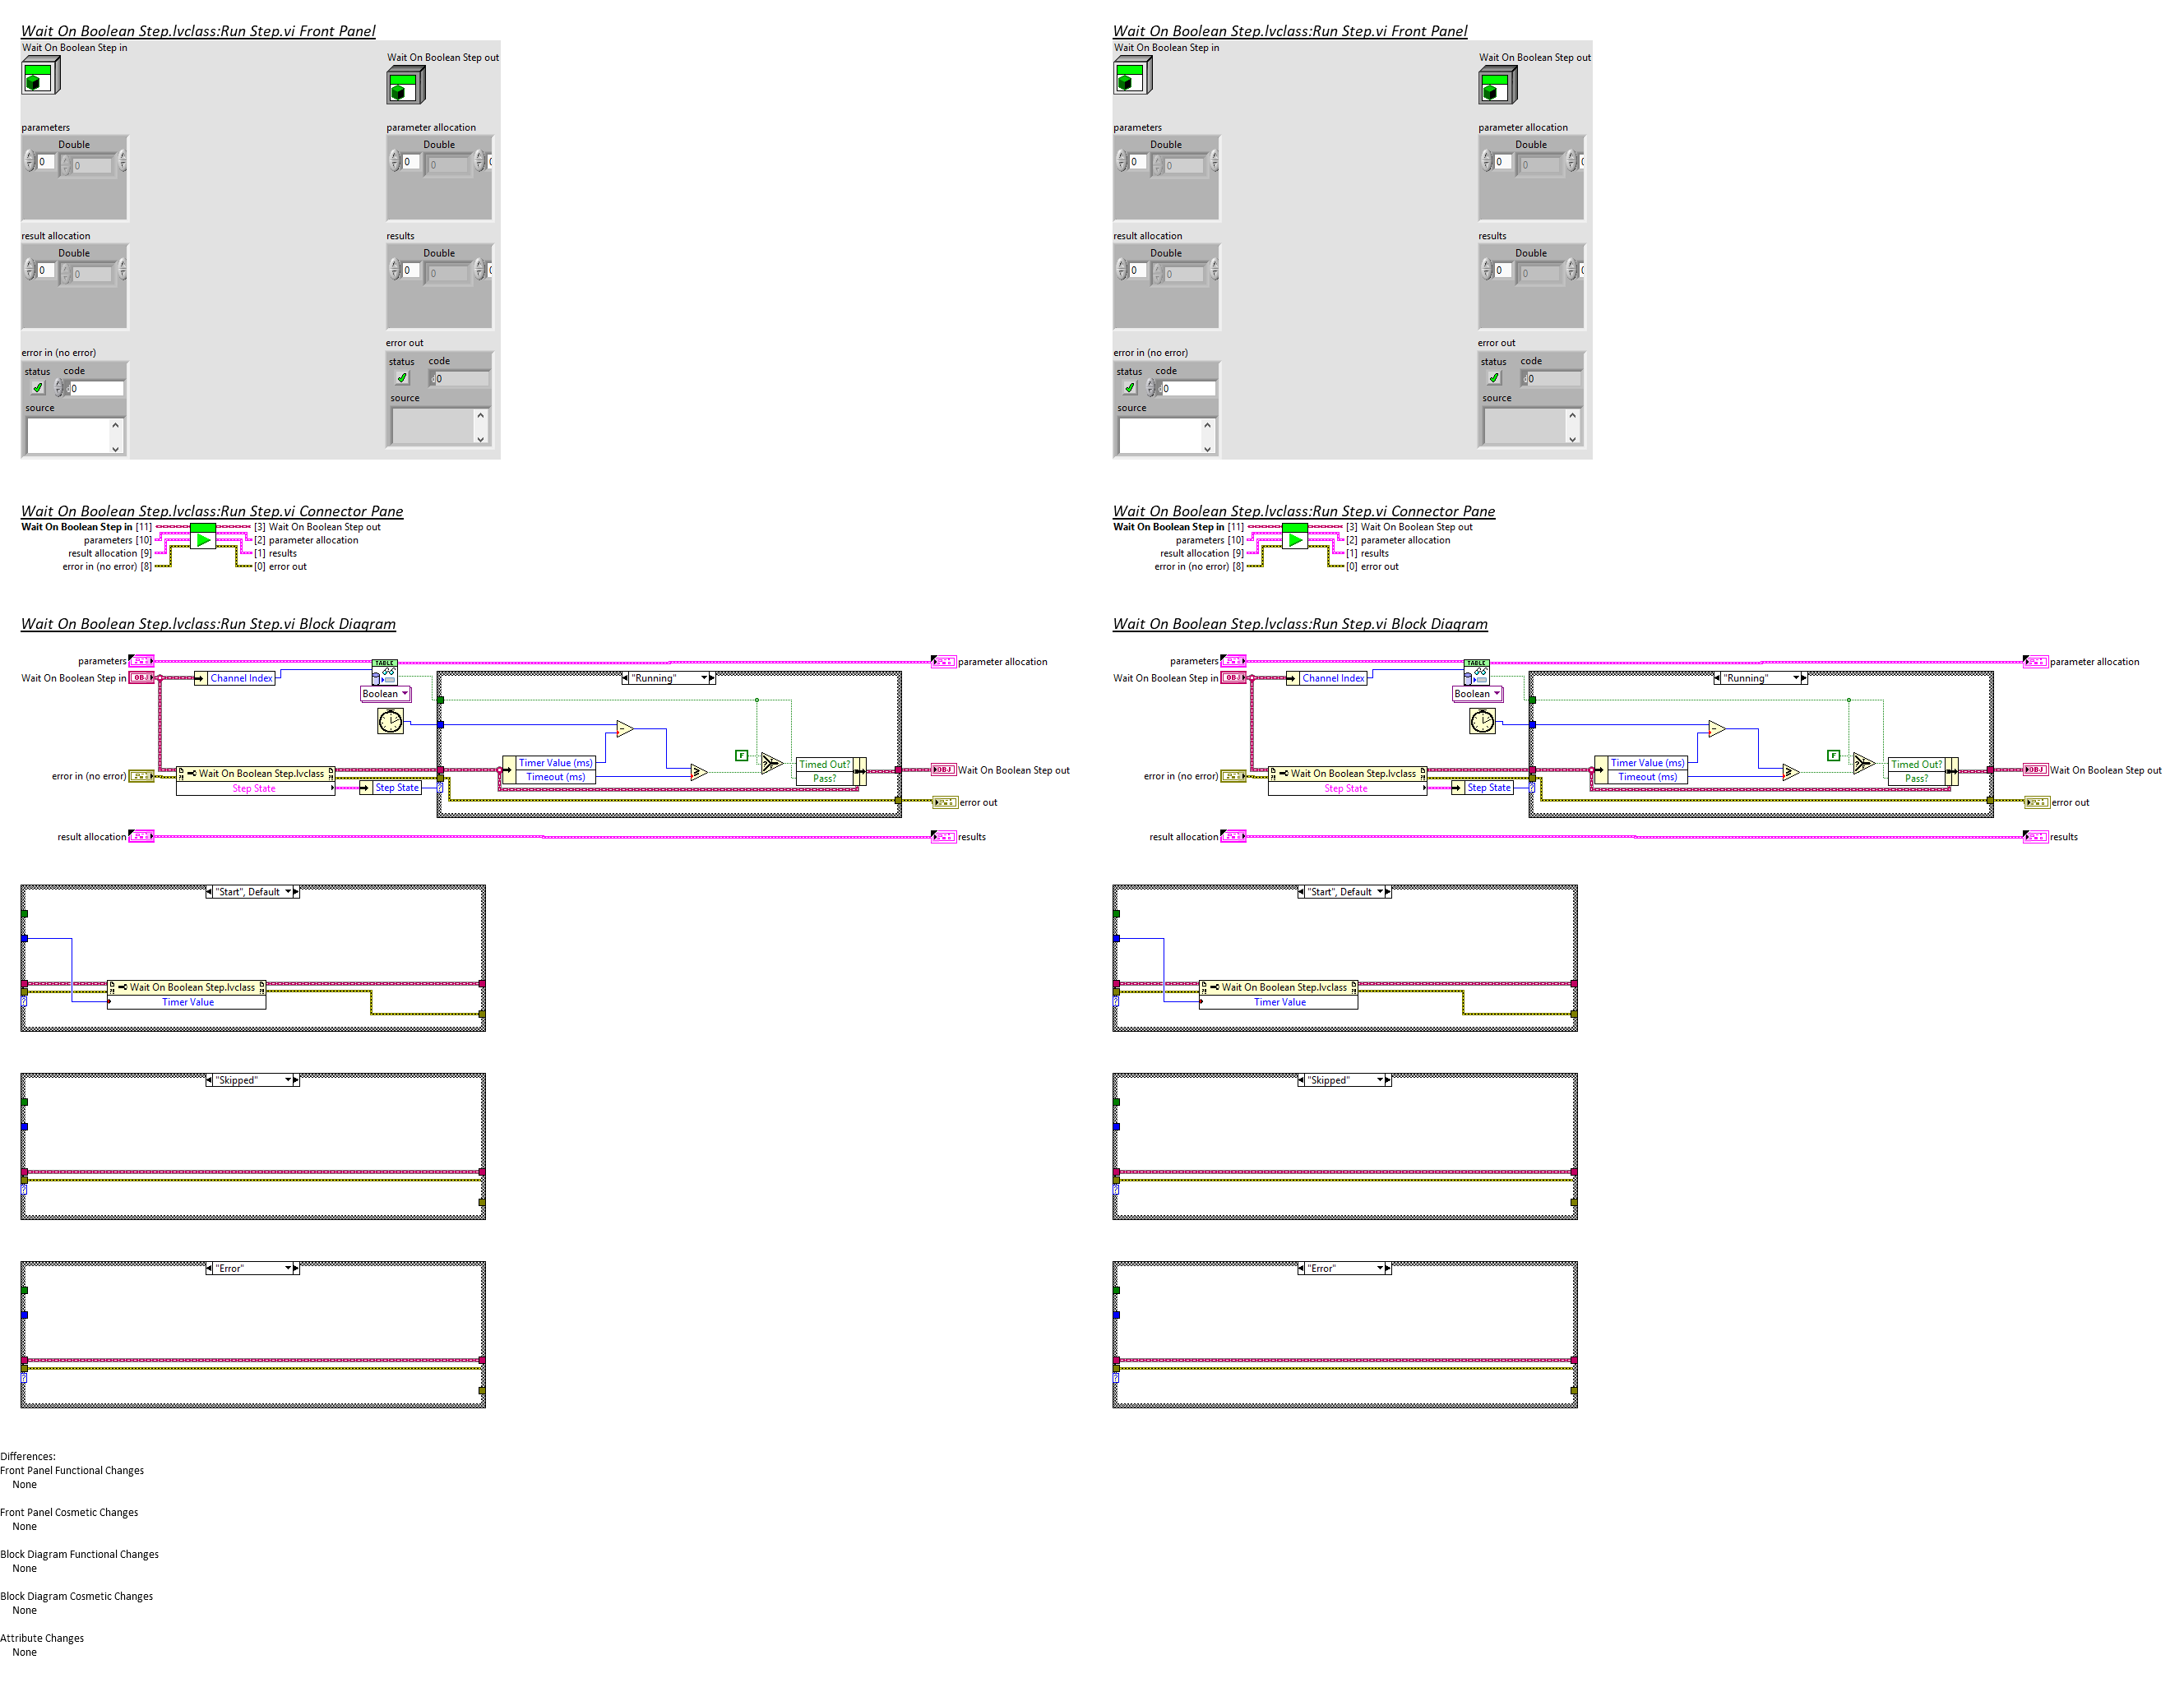 Wait On Boolean Step.lvclass:Run Step.vi Front Panel
Wait On Boolean Step in
Wait On Boolean Step out
parameters
Double
0
0
parameter allocation
Double
0
0
result allocation
Double
0
0
results
Double
0
0
error in (no error)
status code
0
source
error out
status code
0
source
Wait On Boolean Step.lvclass:Run Step.vi Front Panel
Wait On Boolean Step in
Wait On Boolean Step out
parameters
Double
0
0
parameter allocation
Double
0
0
result allocation
Double
0
0
results
Double
0
0
error in (no error)
status code
0
source
error out
status code
0
source
Wait On Boolean Step.lvclass:Run Step.vi Connector Pane
Wait On Boolean Step in [11]
parameters [10]
result allocation [9]
error in (no error) [8]
[3] Wait On Boolean Step out
[2] parameter allocation
[1] results
[0] error out
Wait On Boolean Step.lvclass:Run Step.vi Connector Pane
Wait On Boolean Step in [11]
parameters [10]
result allocation [9]
error in (no error) [8]
[3] Wait On Boolean Step out
[2] parameter allocation
[1] results
[0] error out
Wait On Boolean Step.lvclass:Run Step.vi Block Diagram
parameters
TABLE
parameter allocation
Wait On Boolean Step in
OBJ
Channel Index
"Running"
Boolean
F
Timer Value (ms)
Timeout (ms)
Timed Out?
Pass?
OBJ
Wait On Boolean Step out
error in (no error)
Wait On Boolean Step.lvclass
Step State
Step State
?
error out
result allocation
results
"Start", Default
Wait On Boolean Step.lvclass
?
Timer Value
"Skipped"
?
"Error"
?
Wait On Boolean Step.lvclass:Run Step.vi Block Diagram
parameters
TABLE
parameter allocation
Wait On Boolean Step in
OBJ
Channel Index
"Running"
Boolean
F
Timer Value (ms)
Timeout (ms)
Timed Out?
Pass?
OBJ
Wait On Boolean Step out
error in (no error)
Wait On Boolean Step.lvclass
Step State
Step State
?
error out
result allocation
results
"Start", Default
Wait On Boolean Step.lvclass
?
Timer Value
"Skipped"
?
"Error"
?
Differences:
Front Panel Functional Changes
None
Front Panel Cosmetic Changes
None
Block Diagram Functional Changes
None
Block Diagram Cosmetic Changes
None
Attribute Changes
None